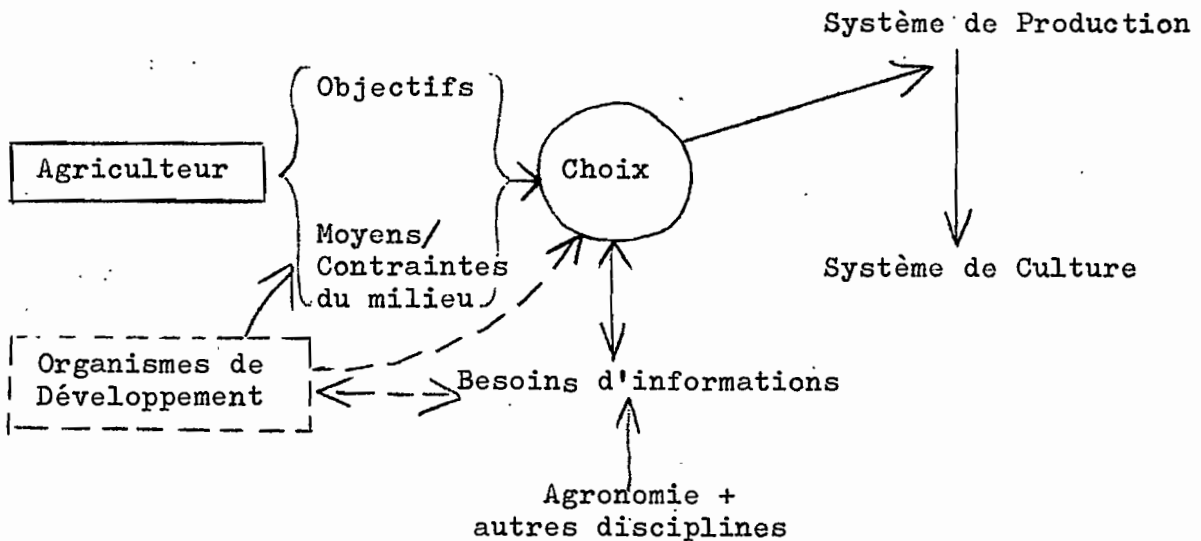 Système de Production
Objectifs
Agriculteur
Choix
Moyens/
Contraintes
du milieu
Système de Culture
Organismes de
Développement
Besoins d'informations
Agronomie +
autres disciplines